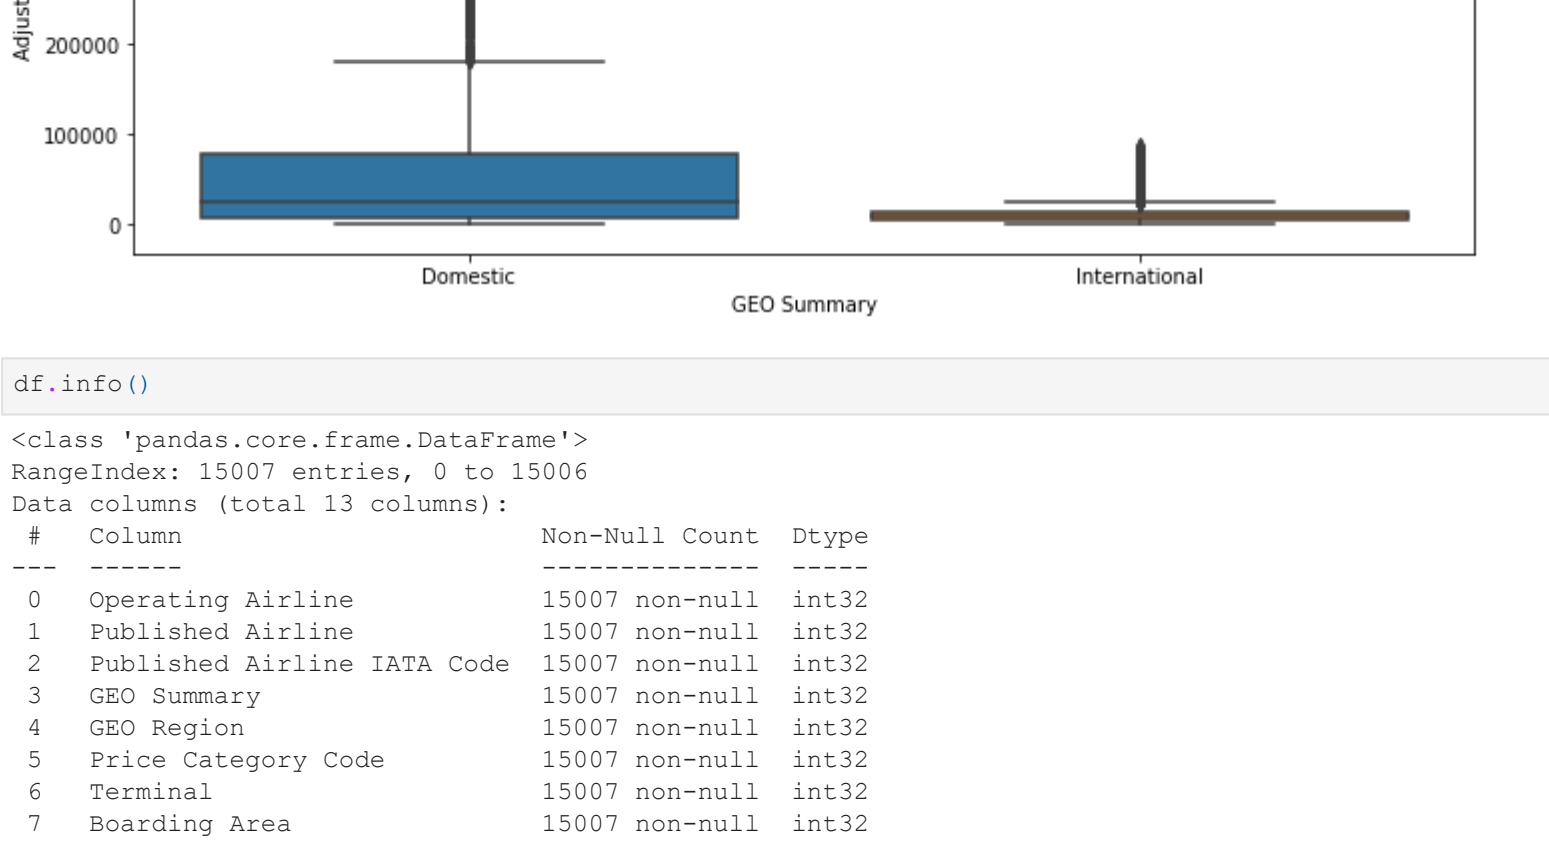 Adjust
200000
100000
0
Domestic International
GEO Summary
df.info()
<class 'pandas.core.frame.DataFrame'>
RangeIndex: 15007 entries, 0 to 15006
Data columns (total 13 columns):
 #   Column                      Non-Null Count  Dtype
---  ------                      --------------  -----
 0   Operating Airline           15007 non-null  int32
 1   Published Airline           15007 non-null  int32
 2   Published Airline IATA Code  15007 non-null  int32
 3   GEO Summary                 15007 non-null  int32
 4   GEO Region                  15007 non-null  int32
 5   Price Category Code         15007 non-null  int32
 6   Terminal                    15007 non-null  int32
 7   Boarding Area               15007 non-null  int32